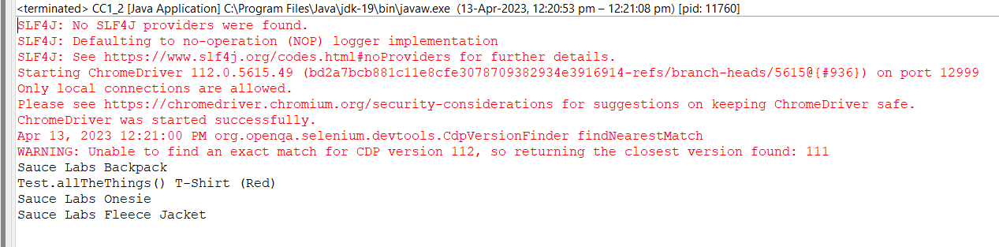 <terminated> CC1_2 [Java Application] C:\Program Files\Java\jdk-19\bin\javaw.exe (13-Apr-2023, 12:20:53 pm – 12:21:08 pm) [pid: 11760]
SLF4J: No SLF4J providers were found.
SLF4J: Defaulting to no-operation (NOP) logger implementation
SLF4J: See https://www.slf4j.org/codes.html#noProviders for further details.
Starting ChromeDriver 112.0.5615.49 (bd2a7bcb881c11e8cfe3078709382934e3916914-refs/branch-heads/5615@{#936}) on port 12999
Only local connections are allowed.
Please see https://chromedriver.chromium.org/security-considerations for suggestions on keeping ChromeDriver safe.
ChromeDriver was started successfully.
Apr 13, 2023 12:21:00 PM org.openqa.selenium.devtools.CdpVersionFinder findNearestMatch
WARNING: Unable to find an exact match for CDP version 112, so returning the closest version found: 111
Sauce Labs Backpack
Test.allTheThings() T-Shirt (Red)
Sauce Labs Onesie
Sauce Labs Fleece Jacket